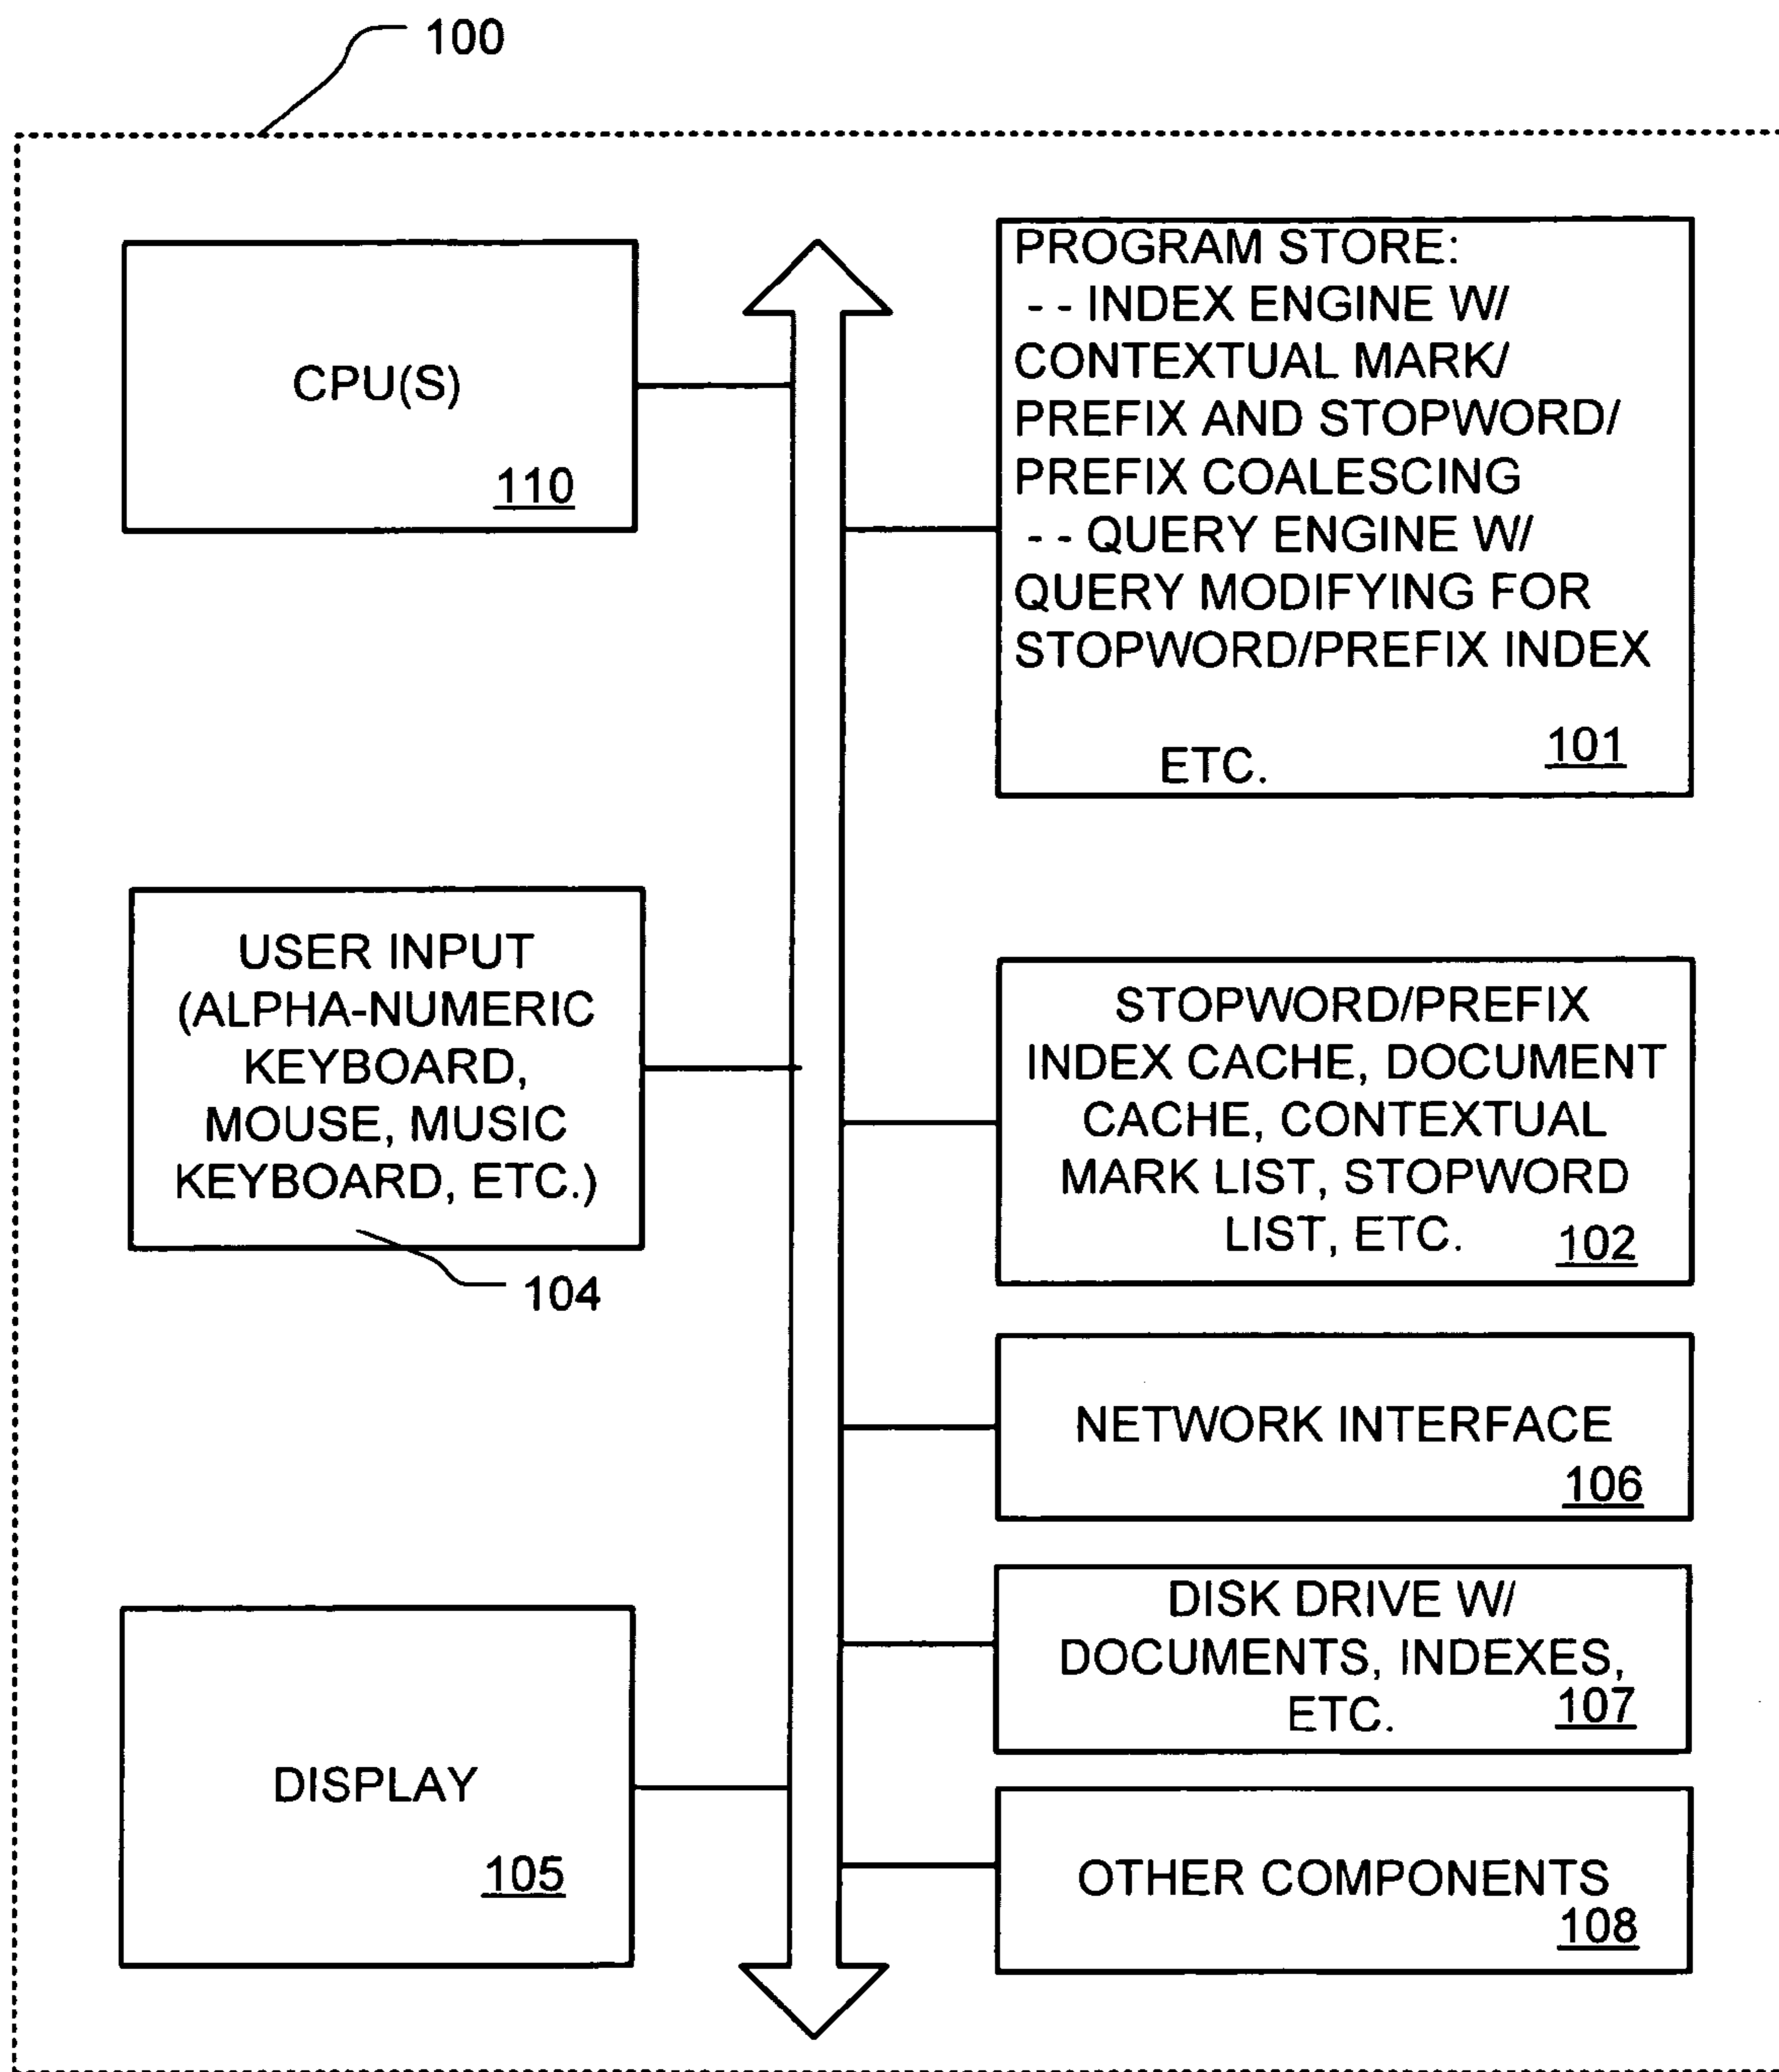 100
CPU(S)
110
PROGRAM STORE:
- - INDEX ENGINE W/
CONTEXTUAL MARK/
PREFIX AND STOPWORD/
PREFIX COALESCING
- - QUERY ENGINE W/
QUERY MODIFYING FOR
STOPWORD/PREFIX INDEX
ETC.
101
USER INPUT
(ALPHA-NUMERIC
KEYBOARD,
MOUSE, MUSIC
KEYBOARD, ETC.)
104
STOPWORD/PREFIX
INDEX CACHE, DOCUMENT
CACHE, CONTEXTUAL
MARK LIST, STOPWORD
LIST, ETC.
102
NETWORK INTERFACE
106
DISK DRIVE W/
DOCUMENTS, INDEXES,
ETC.
107
DISPLAY
105
OTHER COMPONENTS
108